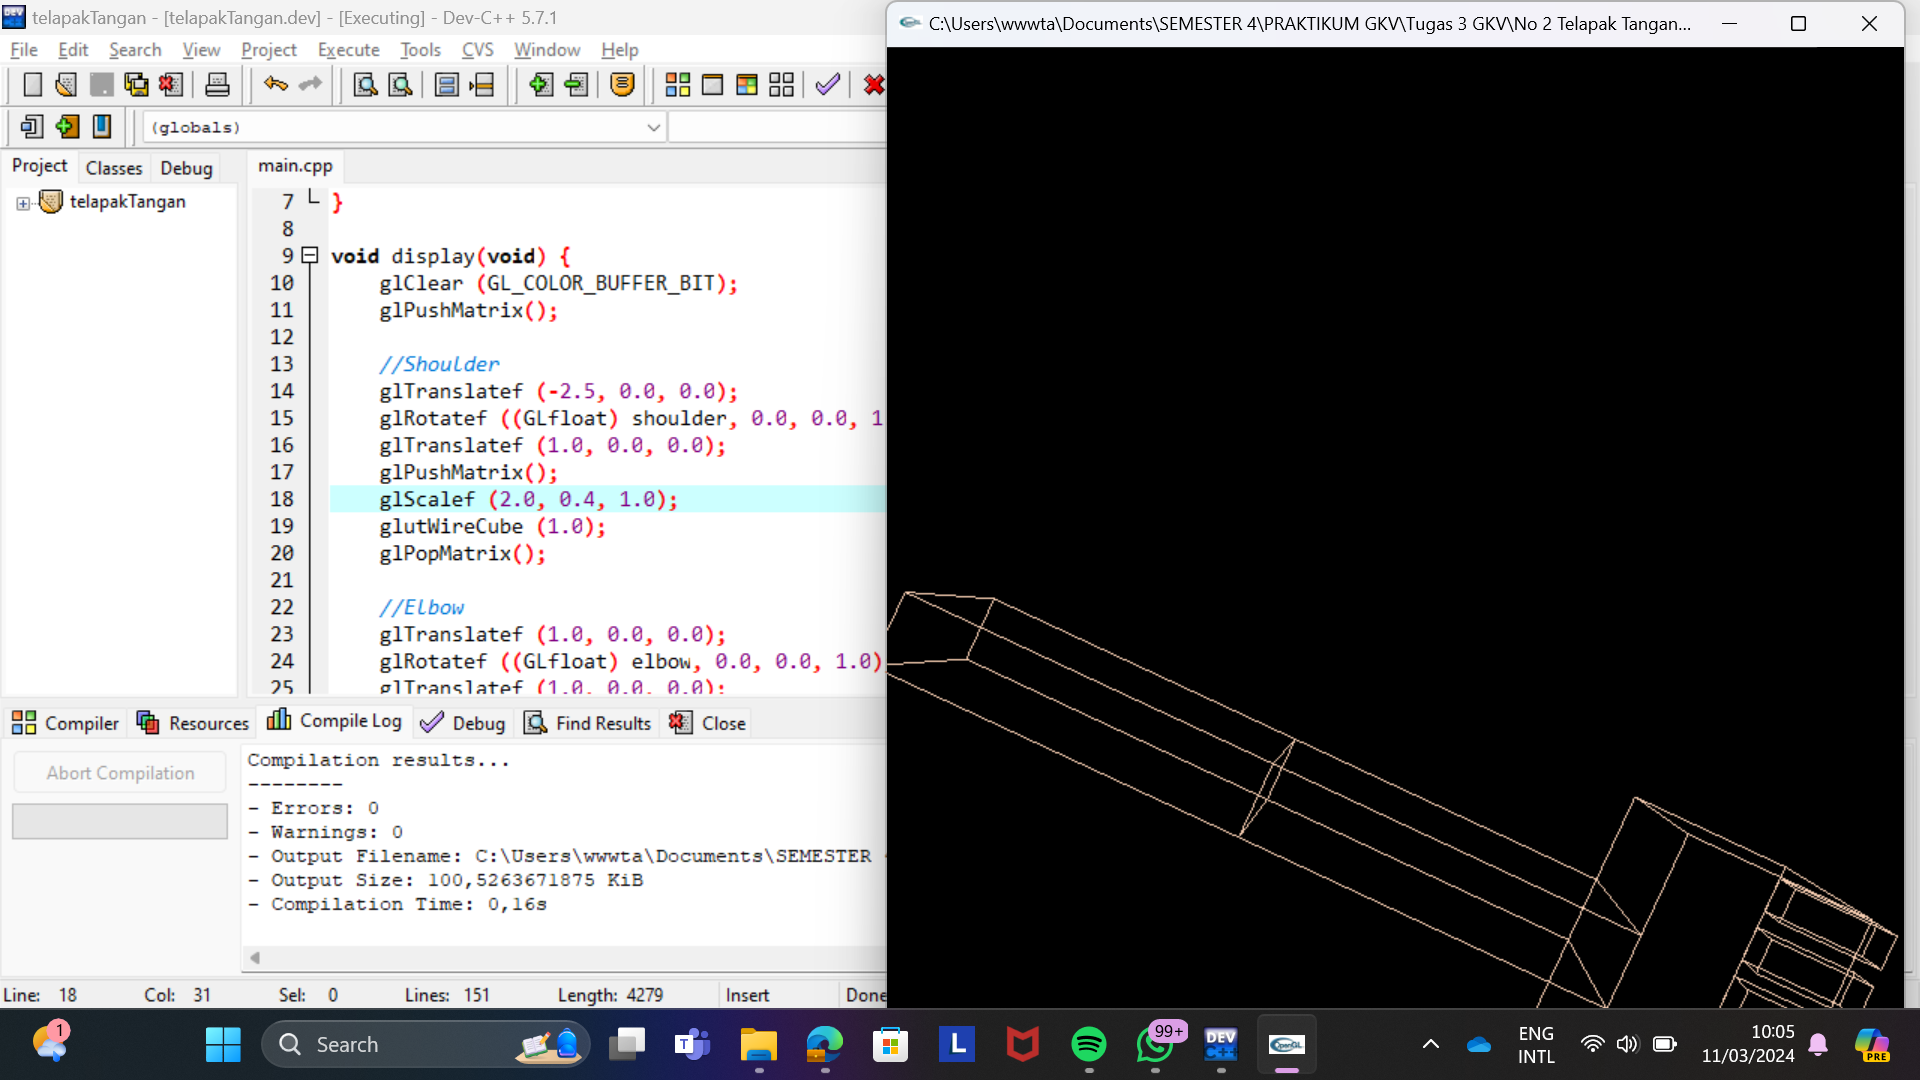 telapakTangan - [telapakTangan.dev] - [Executing] - Dev-C++ 5.7.1
File Edit Search View Project Execute Tools CVS Window Help
(globals)
Project Classes Debug
telapakTangan
main.cpp
7 }
8
9 void display(void) {
10 glClear (GL_COLOR_BUFFER_BIT);
11 glPushMatrix();
12
13 //Shoulder
14 glTranslatef (-2.5, 0.0, 0.0);
15 glRotatef ((GLfloat) shoulder, 0.0, 0.0, 1
16 glTranslatef (1.0, 0.0, 0.0);
17 glPushMatrix();
18 glScalef (2.0, 0.4, 1.0);
19 glutWireCube (1.0);
20 glPopMatrix();
21
22 //Elbow
23 glTranslatef (1.0, 0.0, 0.0);
24 glRotatef ((GLfloat) elbow, 0.0, 0.0, 1.0)
25 glTranslatef (1.0, 0.0, 0.0);
Compiler Resources Compile Log Debug Find Results Close
Abort Compilation
Compilation results...
--------
- Errors: 0
- Warnings: 0
- Output Filename: C:\Users\wwwta\Documents\SEMESTER
- Output Size: 100,5263671875 KiB
- Compilation Time: 0,16s
Line: 18 Col: 31 Sel: 0 Lines: 151 Length: 4279 Insert Done
C:\Users\wwwta\Documents\SEMESTER 4\PRAKTIKUM GKV\Tugas 3 GKV\No 2 Telapak Tangan...
1
Search
T
L
99+
DEV
C++
OpenGL
ENG
INTL
10:05
11/03/2024
PRE